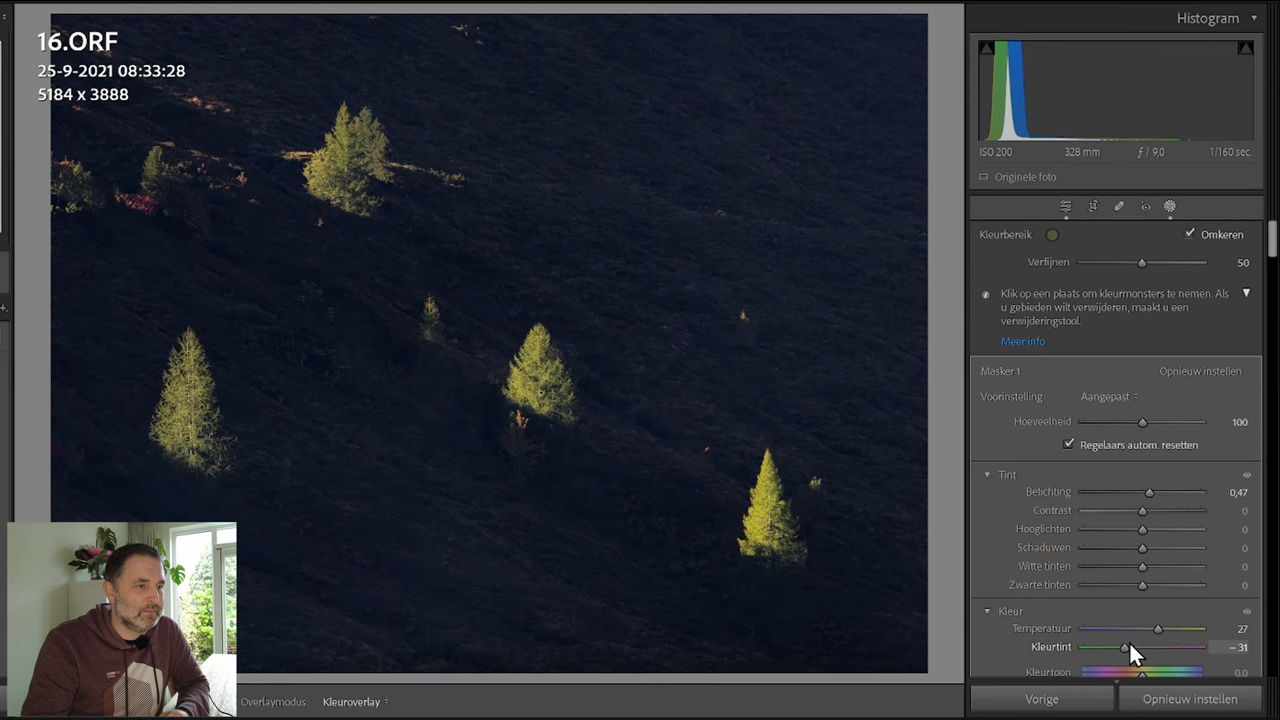 16.ORF
25-9-2021 08:33:28
5184 x 3888
Histogram
ISO 200 328 mm ƒ / 9,0 1/160 sec.
Originele foto
Kleurbereik Omkeren
Verfijnen 50
Klik op een plaats om kleurmonsters te nemen. Als
u gebieden wilt verwijderen, maakt u een
verwijderingstool.
Meer info
Masker 1 Opnieuw instellen
Voorinstelling: Aangepast
Hoeveelheid 100
Regelaars autom. resetten
Tint
Belichting 0,47
Contrast 0
Hooglichten 0
Schaduwen 0
Witte tinten 0
Zwarte tinten 0
Kleur
Temperatuur 27
Kleurtint – 31
Kleurtoon 0,0
Overlaymodus: Kleuroverlay
Vorige Opnieuw instellen